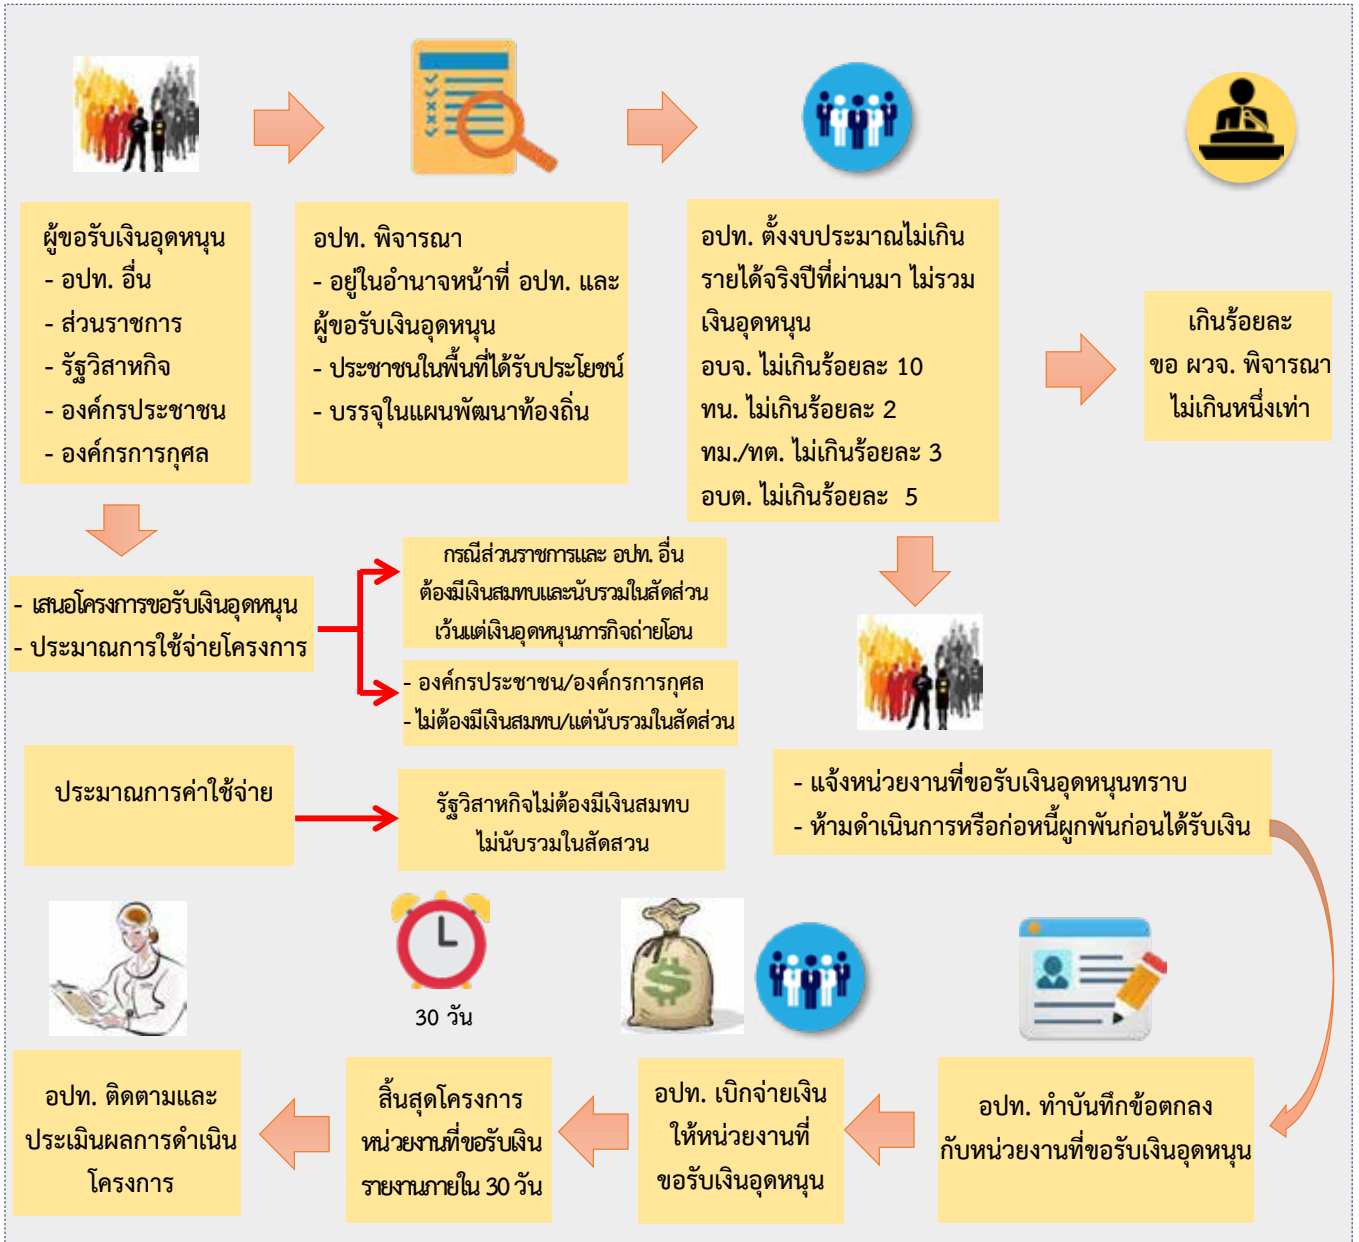 ผู้ขอรับเงินอุดหนุน
- อปท. อื่น
- ส่วนราชการ
- รัฐวิสาหกิจ
- องค์กรประชาชน
- องค์กรการกุศล
อปท. พิจารณา
- อยู่ในอำนาจหน้าที่ อปท. และ
ผู้ขอรับเงินอุดหนุน
- ประชาชนในพื้นที่ได้รับประโยชน์
- บรรจุในแผนพัฒนาท้องถิ่น
อปท. ตั้งงบประมาณไม่เกิน
รายได้จริงปีที่ผ่านมา ไม่รวม
เงินอุดหนุน
อบจ. ไม่เกินร้อยละ 10
ทน. ไม่เกินร้อยละ 2
ทม./ทต. ไม่เกินร้อยละ 3
อบต. ไม่เกินร้อยละ 5
เกินร้อยละ
ขอ ผวจ. พิจารณา
ไม่เกินหนึ่งเท่า
- เสนอโครงการขอรับเงินอุดหนุน
- ประมาณการใช้จ่ายโครงการ
กรณีส่วนราชการและ อปท. อื่น
ต้องมีเงินสมทบและนับรวมในสัดส่วน
เว้นแต่เงินอุดหนุนภารกิจถ่ายโอน
- องค์กรประชาชน/องค์กรการกุศล
- ไม่ต้องมีเงินสมทบ/แต่นับรวมในสัดส่วน
ประมาณการค่าใช้จ่าย
รัฐวิสาหกิจไม่ต้องมีเงินสมทบ
ไม่นับรวมในสัดสวน
- แจ้งหน่วยงานที่ขอรับเงินอุดหนุนทราบ
- ห้ามดำเนินการหรือก่อหนี้ผูกพันก่อนได้รับเงิน
30 วัน
อปท. ติดตามและ
ประเมินผลการดำเนิน
โครงการ
สิ้นสุดโครงการ
หน่วยงานที่ขอรับเงิน
รายงานภายใน 30 วัน
อปท. เบิกจ่ายเงิน
ให้หน่วยงานที่
ขอรับเงินอุดหนุน
อปท. ทำบันทึกข้อตกลง
กับหน่วยงานที่ขอรับเงินอุดหนุน